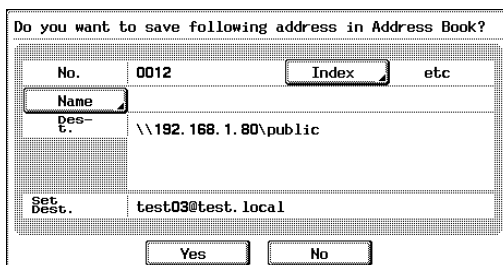 Do you want to save following address in Address Book?
No. 0012 Index etc
Name
Des-
t. \\192.168.1.80\public
Set
Dest. test03@test.local
Yes No